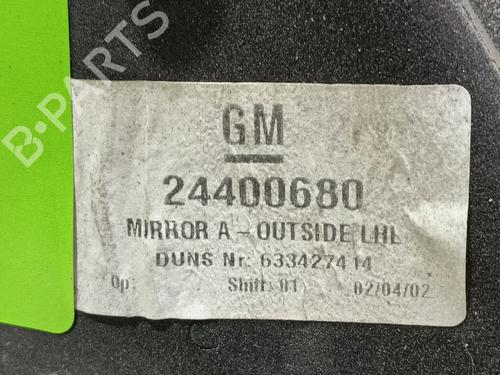 B-PARTS
GM
24400680
MIRROR A - OUTSIDE LHL
DUNS Nr: 633427414
Op: Shift: 01 02/04/02